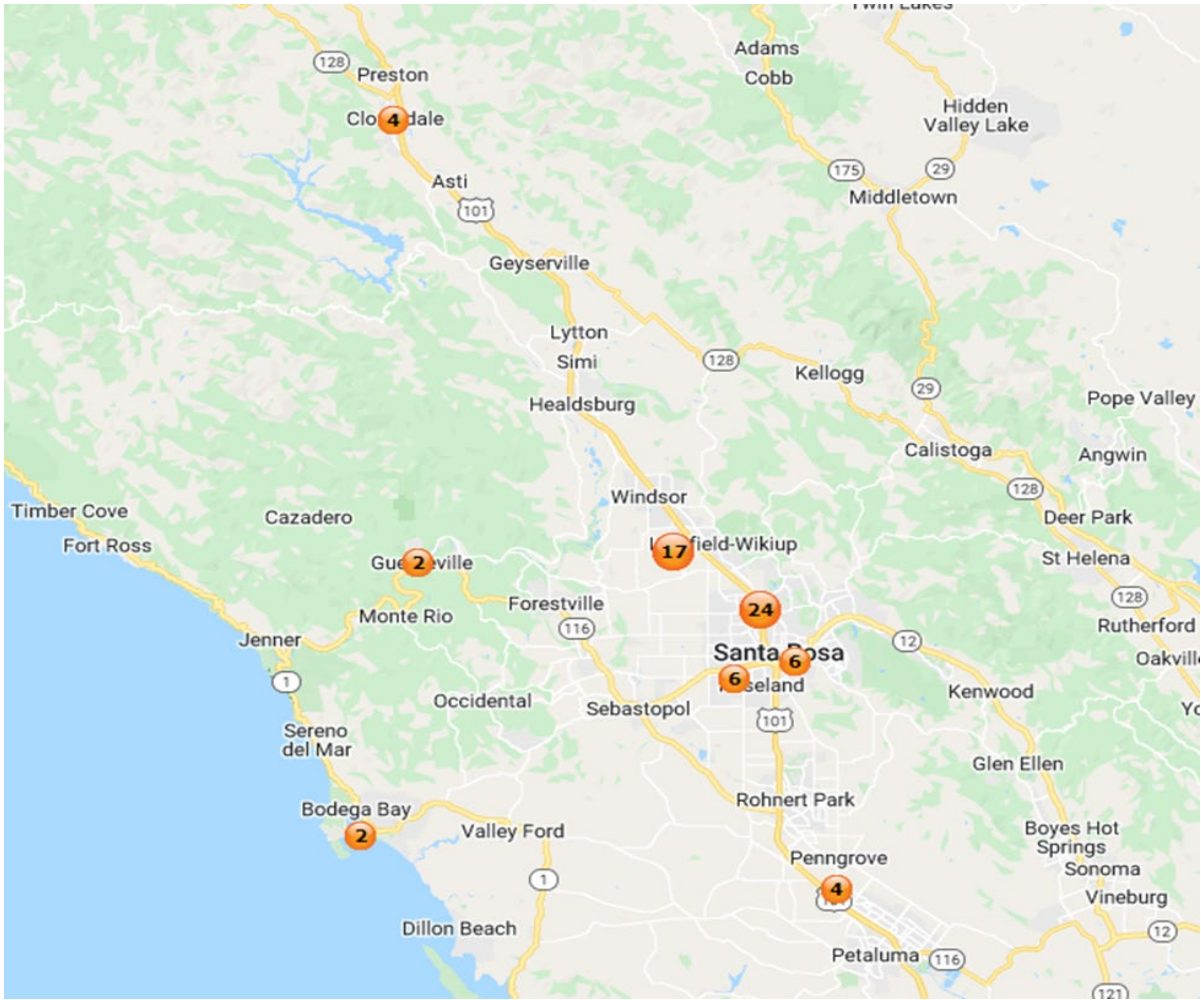 Twin Lakes
Adams
Cobb
128
Preston
Hidden
Valley Lake
4
175
29
Middletown
Asti
101
Geyserville
Lytton
Simi
128
Kellogg
29
Pope Valley
Healdsburg
Calistoga
Angwin
128
Windsor
Timber Cove
Cazadero
Deer Park
Fort Ross
17
field-Wikiup
St Helena
2
128
Forestville
24
Monte Rio
116
Rutherford
Jenner
12
Santa Rosa
6
Oakville
1
6
Kenwood
Occidental
Sebastopol
101
Sereno
del Mar
Glen Ellen
Rohnert Park
Bodega Bay
2
Valley Ford
Boyes Hot
Springs
Penngrove
Sonoma
1
4
Vineburg
Dillon Beach
12
Petaluma
116
121